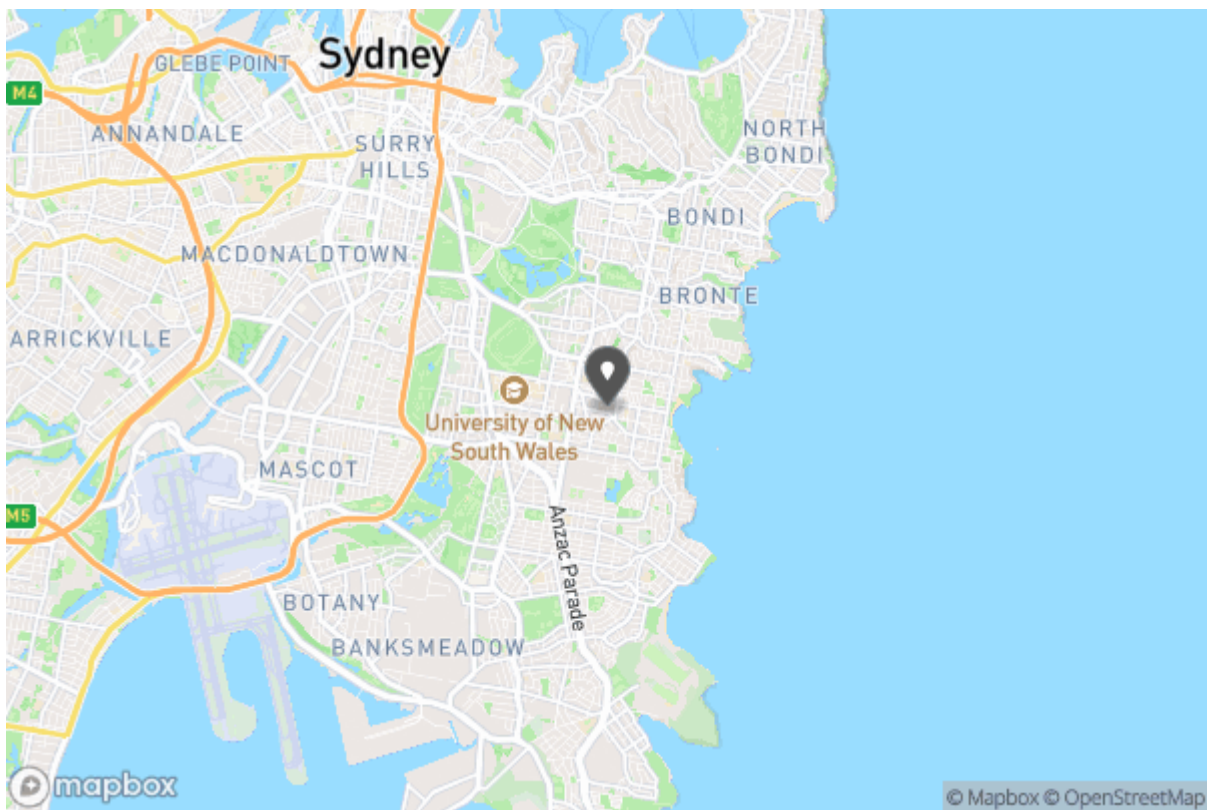 Sydney
GLEBE POINT
M4
ANNANDALE
SURRY
HILLS
NORTH
BONDI
BONDI
MACDONALDTOWN
BRONTE
ARRICKVILLE
University of New
South Wales
MASCOT
M5
Anzac Parade
BOTANY
BANKSMEADOW
mapbox
© Mapbox © OpenStreetMap